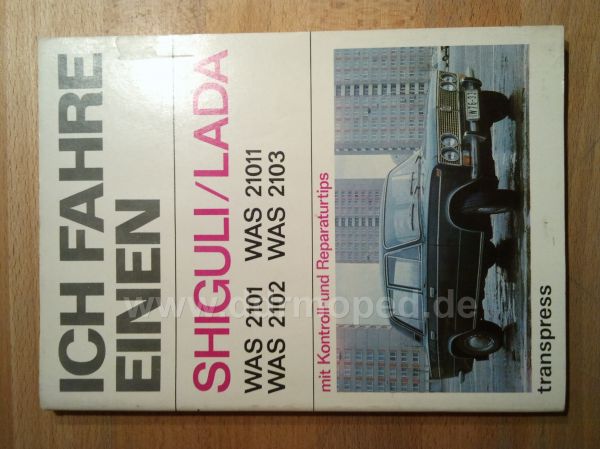 ICH FAHRE
EINEN
SHIGULI/LADA
WAS 2101 WAS 21011
WAS 2102 WAS 2103
mit Kontroll-und Reparaturtips
transpress